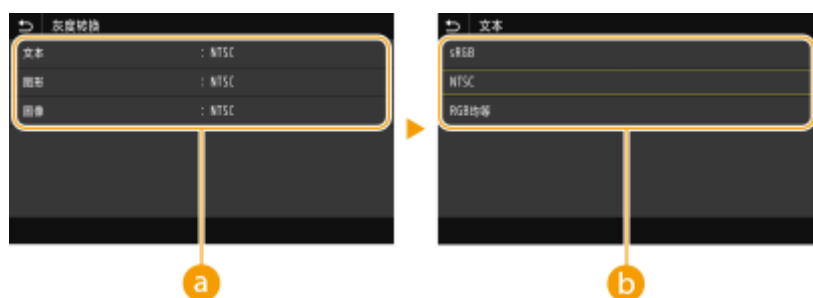 灰度转换
文本 : NTSC
图形 : NTSC
图像 : NTSC
a
文本
sRGB
NTSC
RGB均等
b